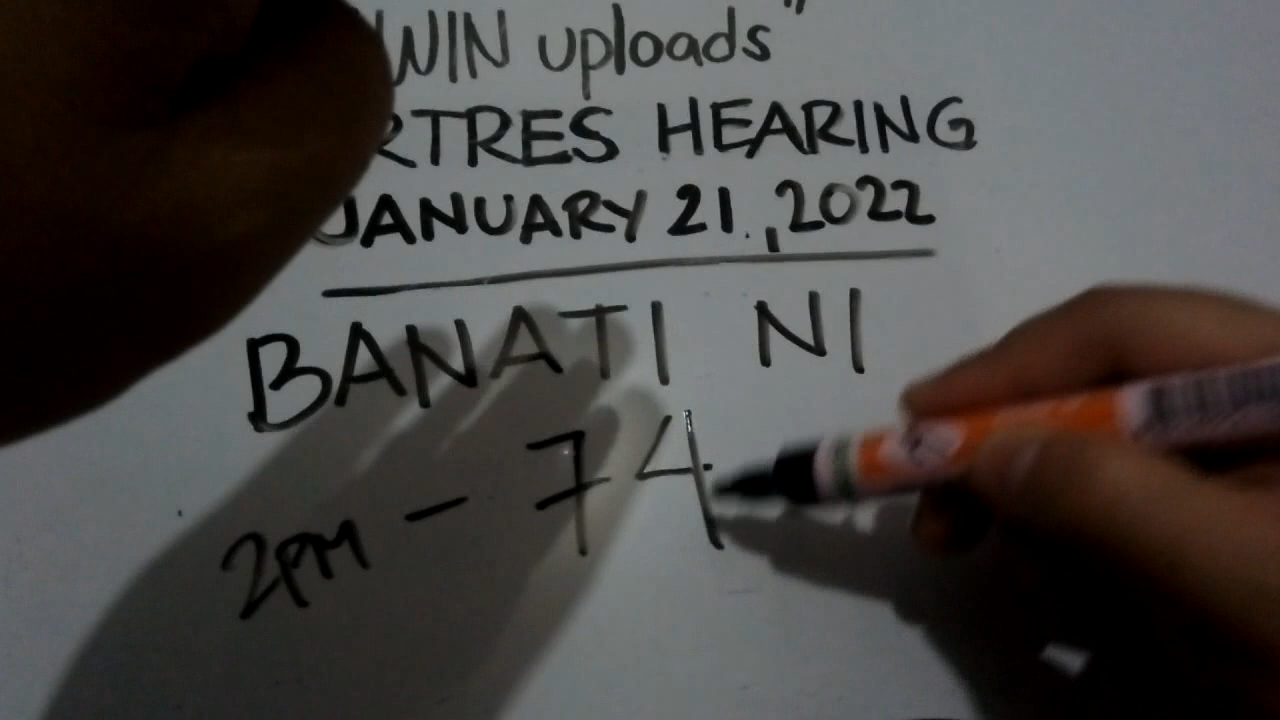 WIN uploads"
RTRES HEARING
JANUARY 21, 2022
BANATI NI
2PM - 74